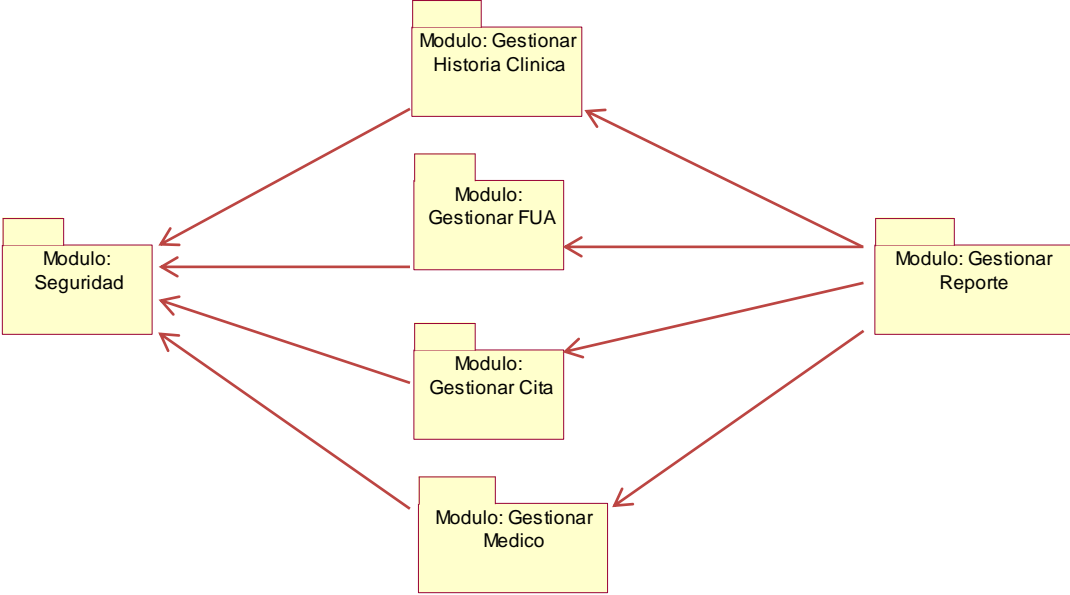 Modulo: Gestionar
Historia Clinica
Modulo:
Gestionar FUA
Modulo:
Seguridad
Modulo: Gestionar
Reporte
Modulo:
Gestionar Cita
Modulo: Gestionar
Medico